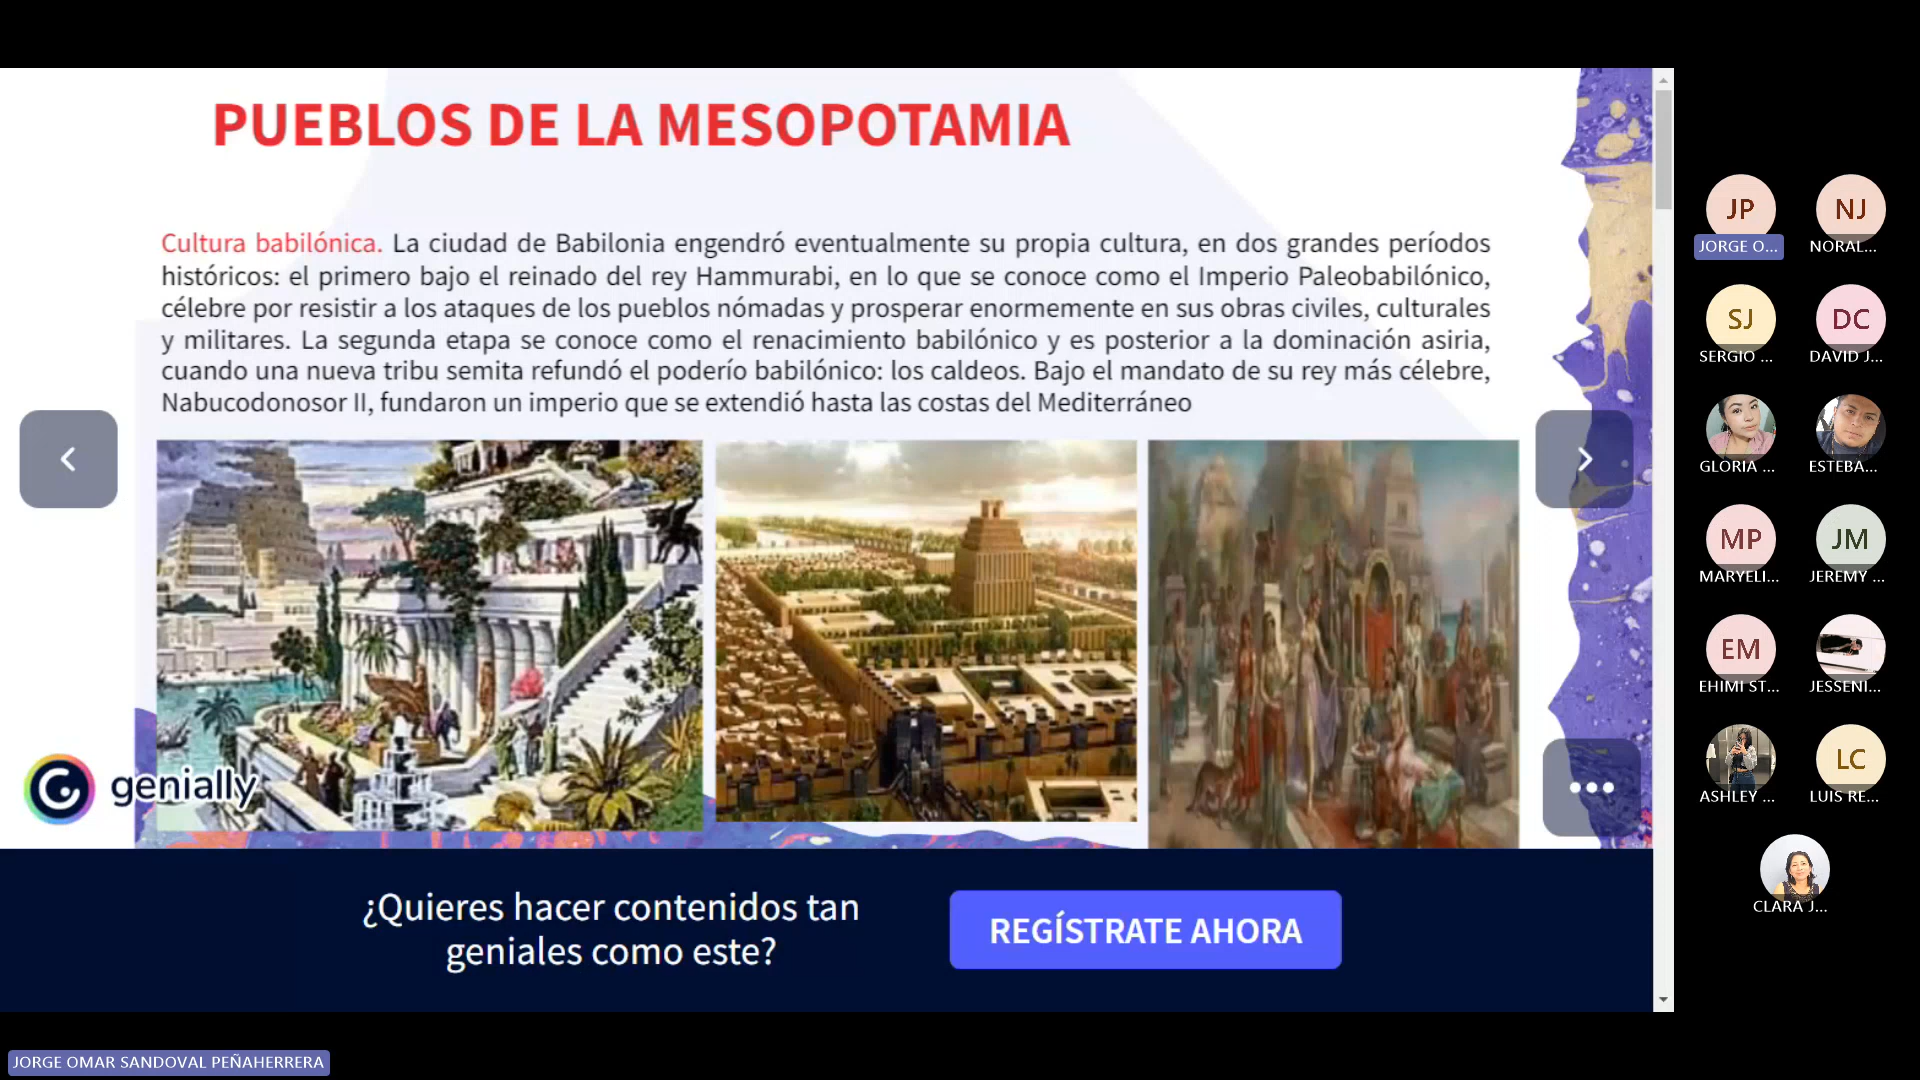 PUEBLOS DE LA MESOPOTAMIA
Cultura babilónica. La ciudad de Babilonia engendró eventualmente su propia cultura, en dos grandes períodos
históricos: el primero bajo el reinado del rey Hammurabi, en lo que se conoce como el Imperio Paleobabilónico,
célebre por resistir a los ataques de los pueblos nómadas y prosperar enormemente en sus obras civiles, culturales
y militares. La segunda etapa se conoce como el renacimiento babilónico y es posterior a la dominación asiria,
cuando una nueva tribu semita refundó el poderío babilónico: los caldeos. Bajo el mandato de su rey más célebre,
Nabucodonosor II, fundaron un imperio que se extendió hasta las costas del Mediterráneo
genially
¿Quieres hacer contenidos tan
geniales como este?
REGÍSTRATE AHORA
JORGE OMAR SANDOVAL PEÑAHERRERA
JP
JORGE O...
NJ
NORAL...
SJ
SERGIO ...
DC
DAVID J...
GLORIA ...
ESTEBA...
MP
MARYELI...
JM
JEREMY ...
EM
EHIMI ST...
JESSENI...
ASHLEY ...
LC
LUIS RE...
CLARA J...